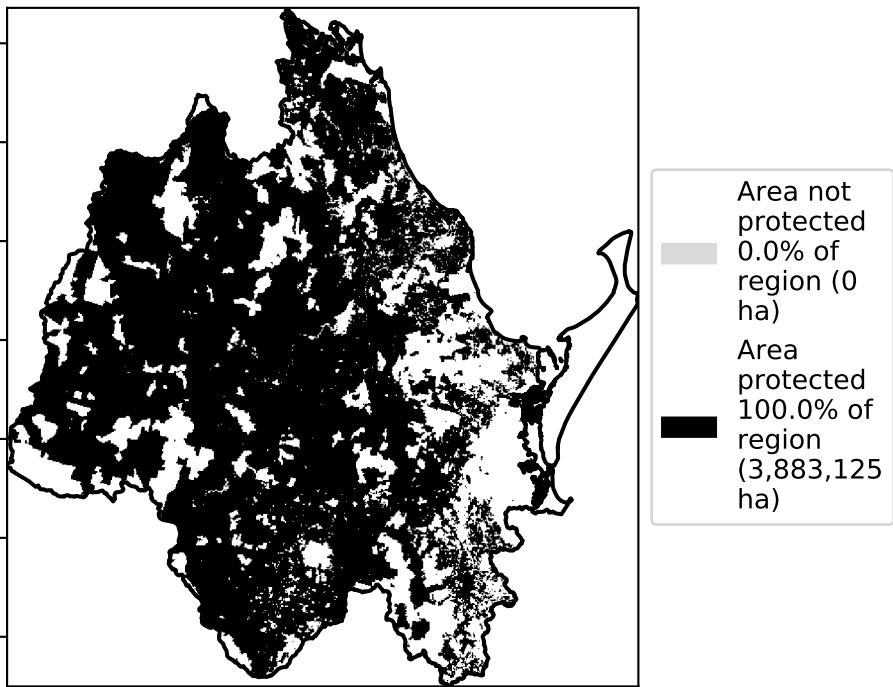 Area not
protected
0.0% of
region (0
ha)
Area
protected
100.0% of
region
(3,883,125
ha)